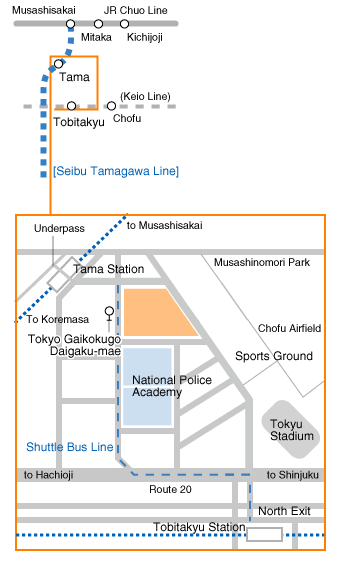 Musashisakai
JR Chuo Line
Mitaka
Kichijoji
Tama
(Keio Line)
Tobitakyu
Chofu
[Seibu Tamagawa Line]
Underpass
to Musashisakai
Tama Station
Musashinomori Park
To Koremasa
Chofu Airfield
Tokyo Gaikokugo
Daigaku-mae
Sports Ground
National Police
Academy
Tokyu
Stadium
Shuttle Bus Line
to Hachioji
to Shinjuku
Route 20
North Exit
Tobitakyu Station